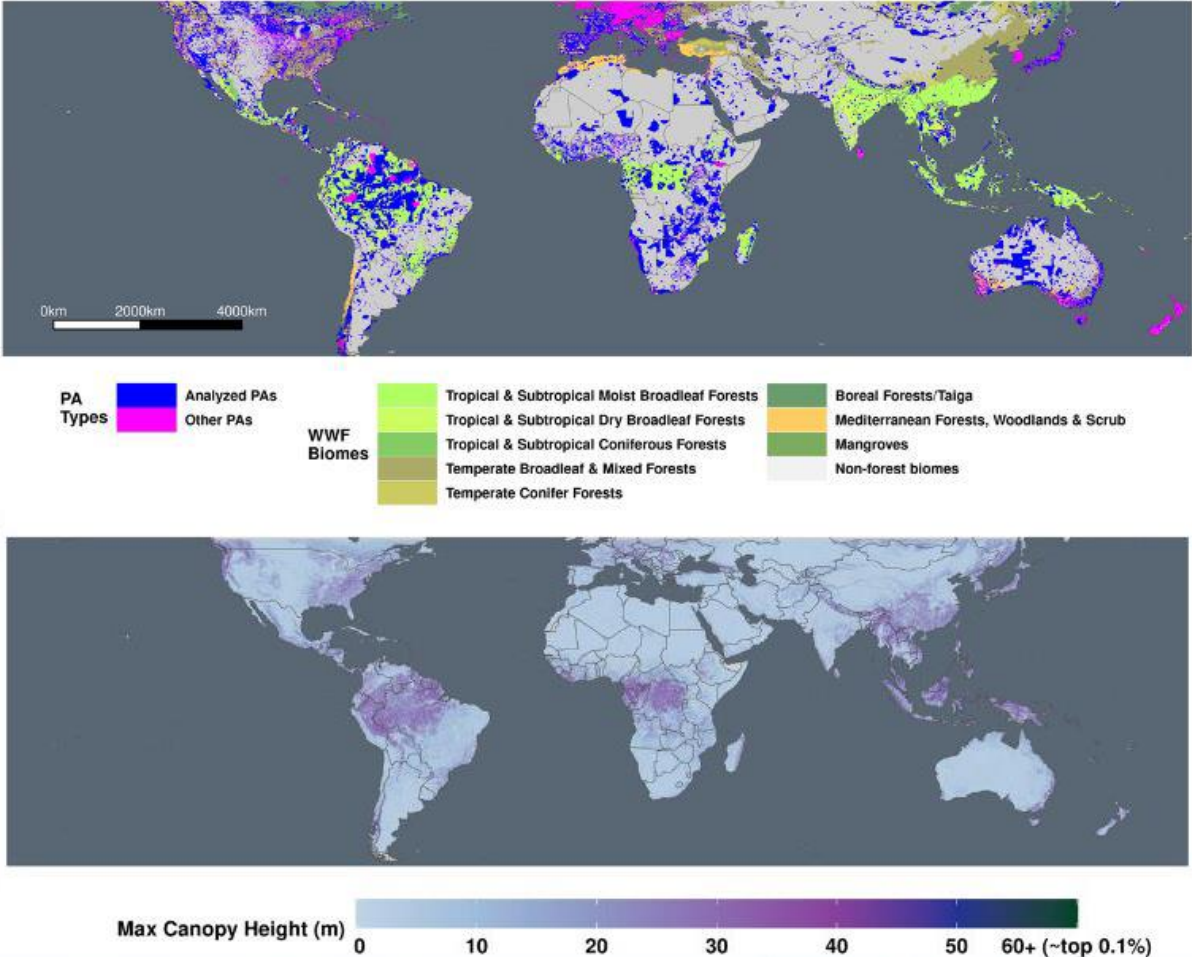 0km 2000km 4000km
PA Types
Analyzed PAs
Other PAs
WWF Biomes
Tropical & Subtropical Moist Broadleaf Forests
Tropical & Subtropical Dry Broadleaf Forests
Tropical & Subtropical Coniferous Forests
Temperate Broadleaf & Mixed Forests
Temperate Conifer Forests
Boreal Forests/Taiga
Mediterranean Forests, Woodlands & Scrub
Mangroves
Non-forest biomes
Max Canopy Height (m)
0 10 20 30 40 50 60+ (~top 0.1%)